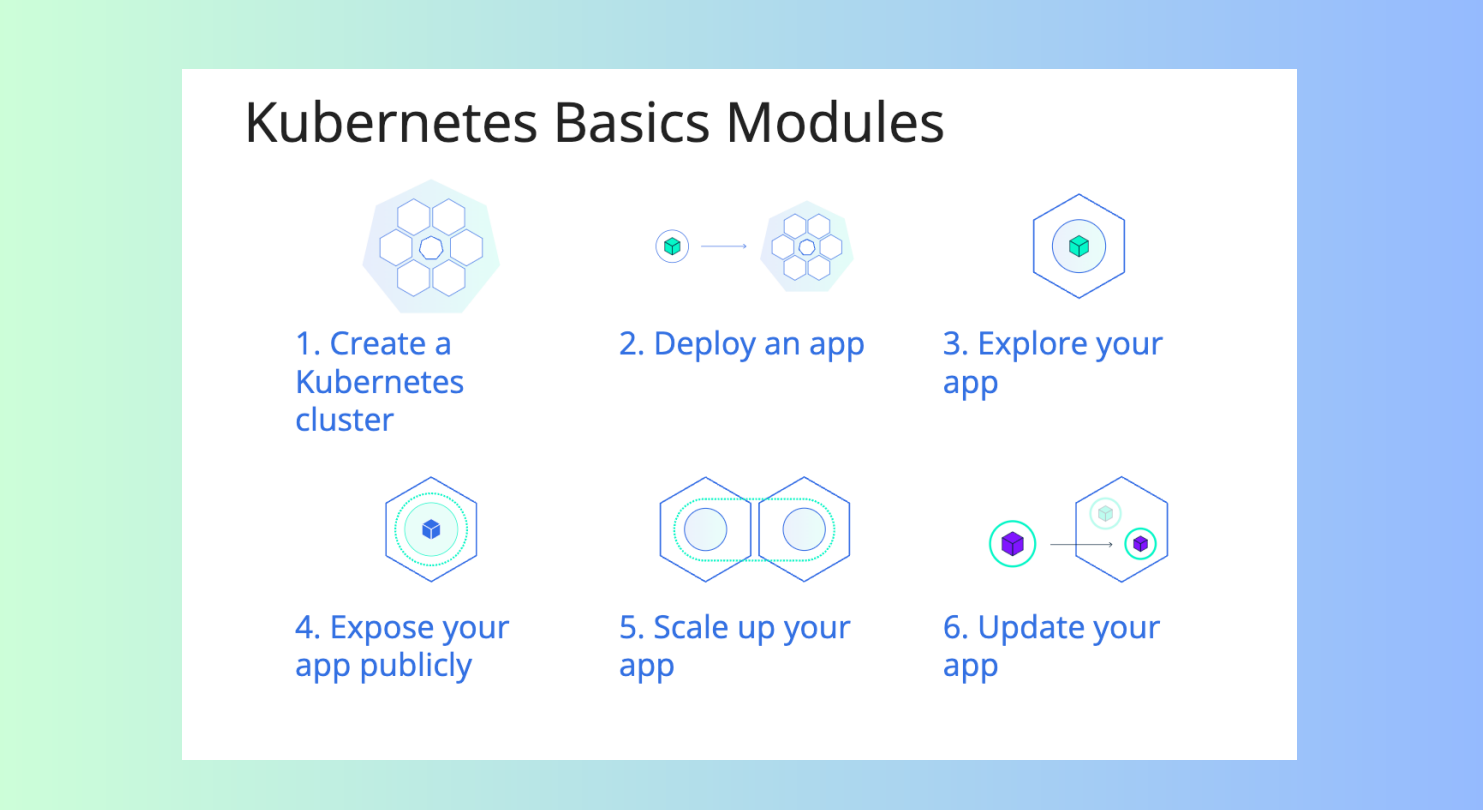 Kubernetes Basics Modules
1. Create a
Kubernetes
cluster
2. Deploy an app
3. Explore your
app
4. Expose your
app publicly
5. Scale up your
app
6. Update your
app